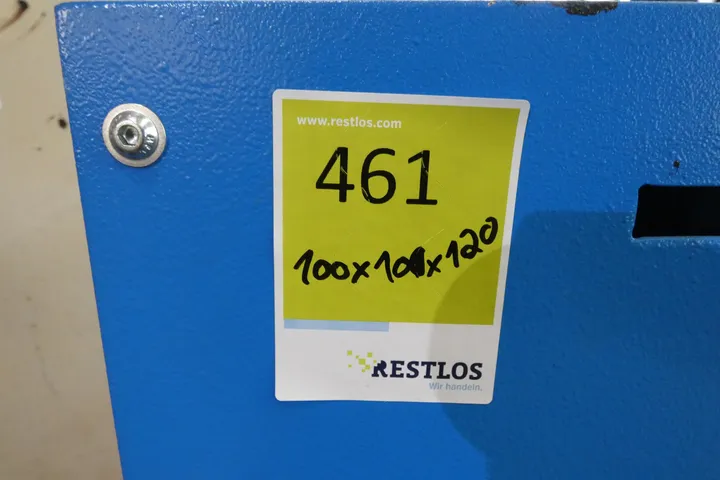 www.restlos.com
461
100x100x120
RESTLOS
Wir handeln.